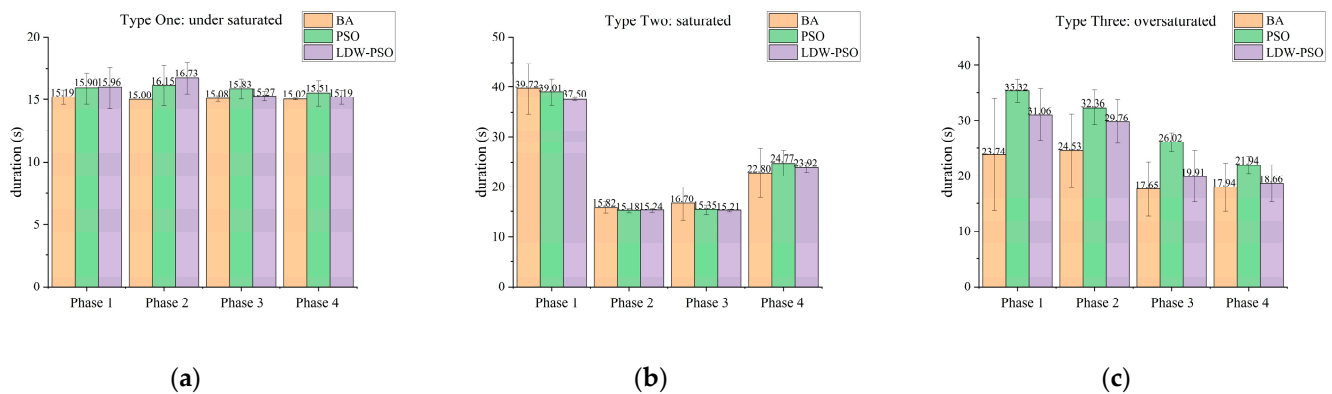 Type One: under saturated
BA
PSO
LDW-PSO
20
15
10
5
0
duration (s)
15.19
15.90
15.96
15.00
16.15
16.73
15.08
15.83
15.27
15.02
15.51
15.19
Phase 1
Phase 2
Phase 3
Phase 4
(a)
Type Two: saturated
BA
PSO
LDW-PSO
50
40
30
20
10
0
duration (s)
39.72
39.01
37.50
15.82
15.18
15.24
16.70
15.35
15.21
22.80
24.77
23.92
Phase 1
Phase 2
Phase 3
Phase 4
(b)
Type Three: oversaturated
BA
PSO
LDW-PSO
40
30
20
10
0
duration (s)
23.74
35.32
31.06
24.53
32.36
29.76
17.65
26.02
19.91
17.94
21.94
18.66
Phase 1
Phase 2
Phase 3
Phase 4
(c)